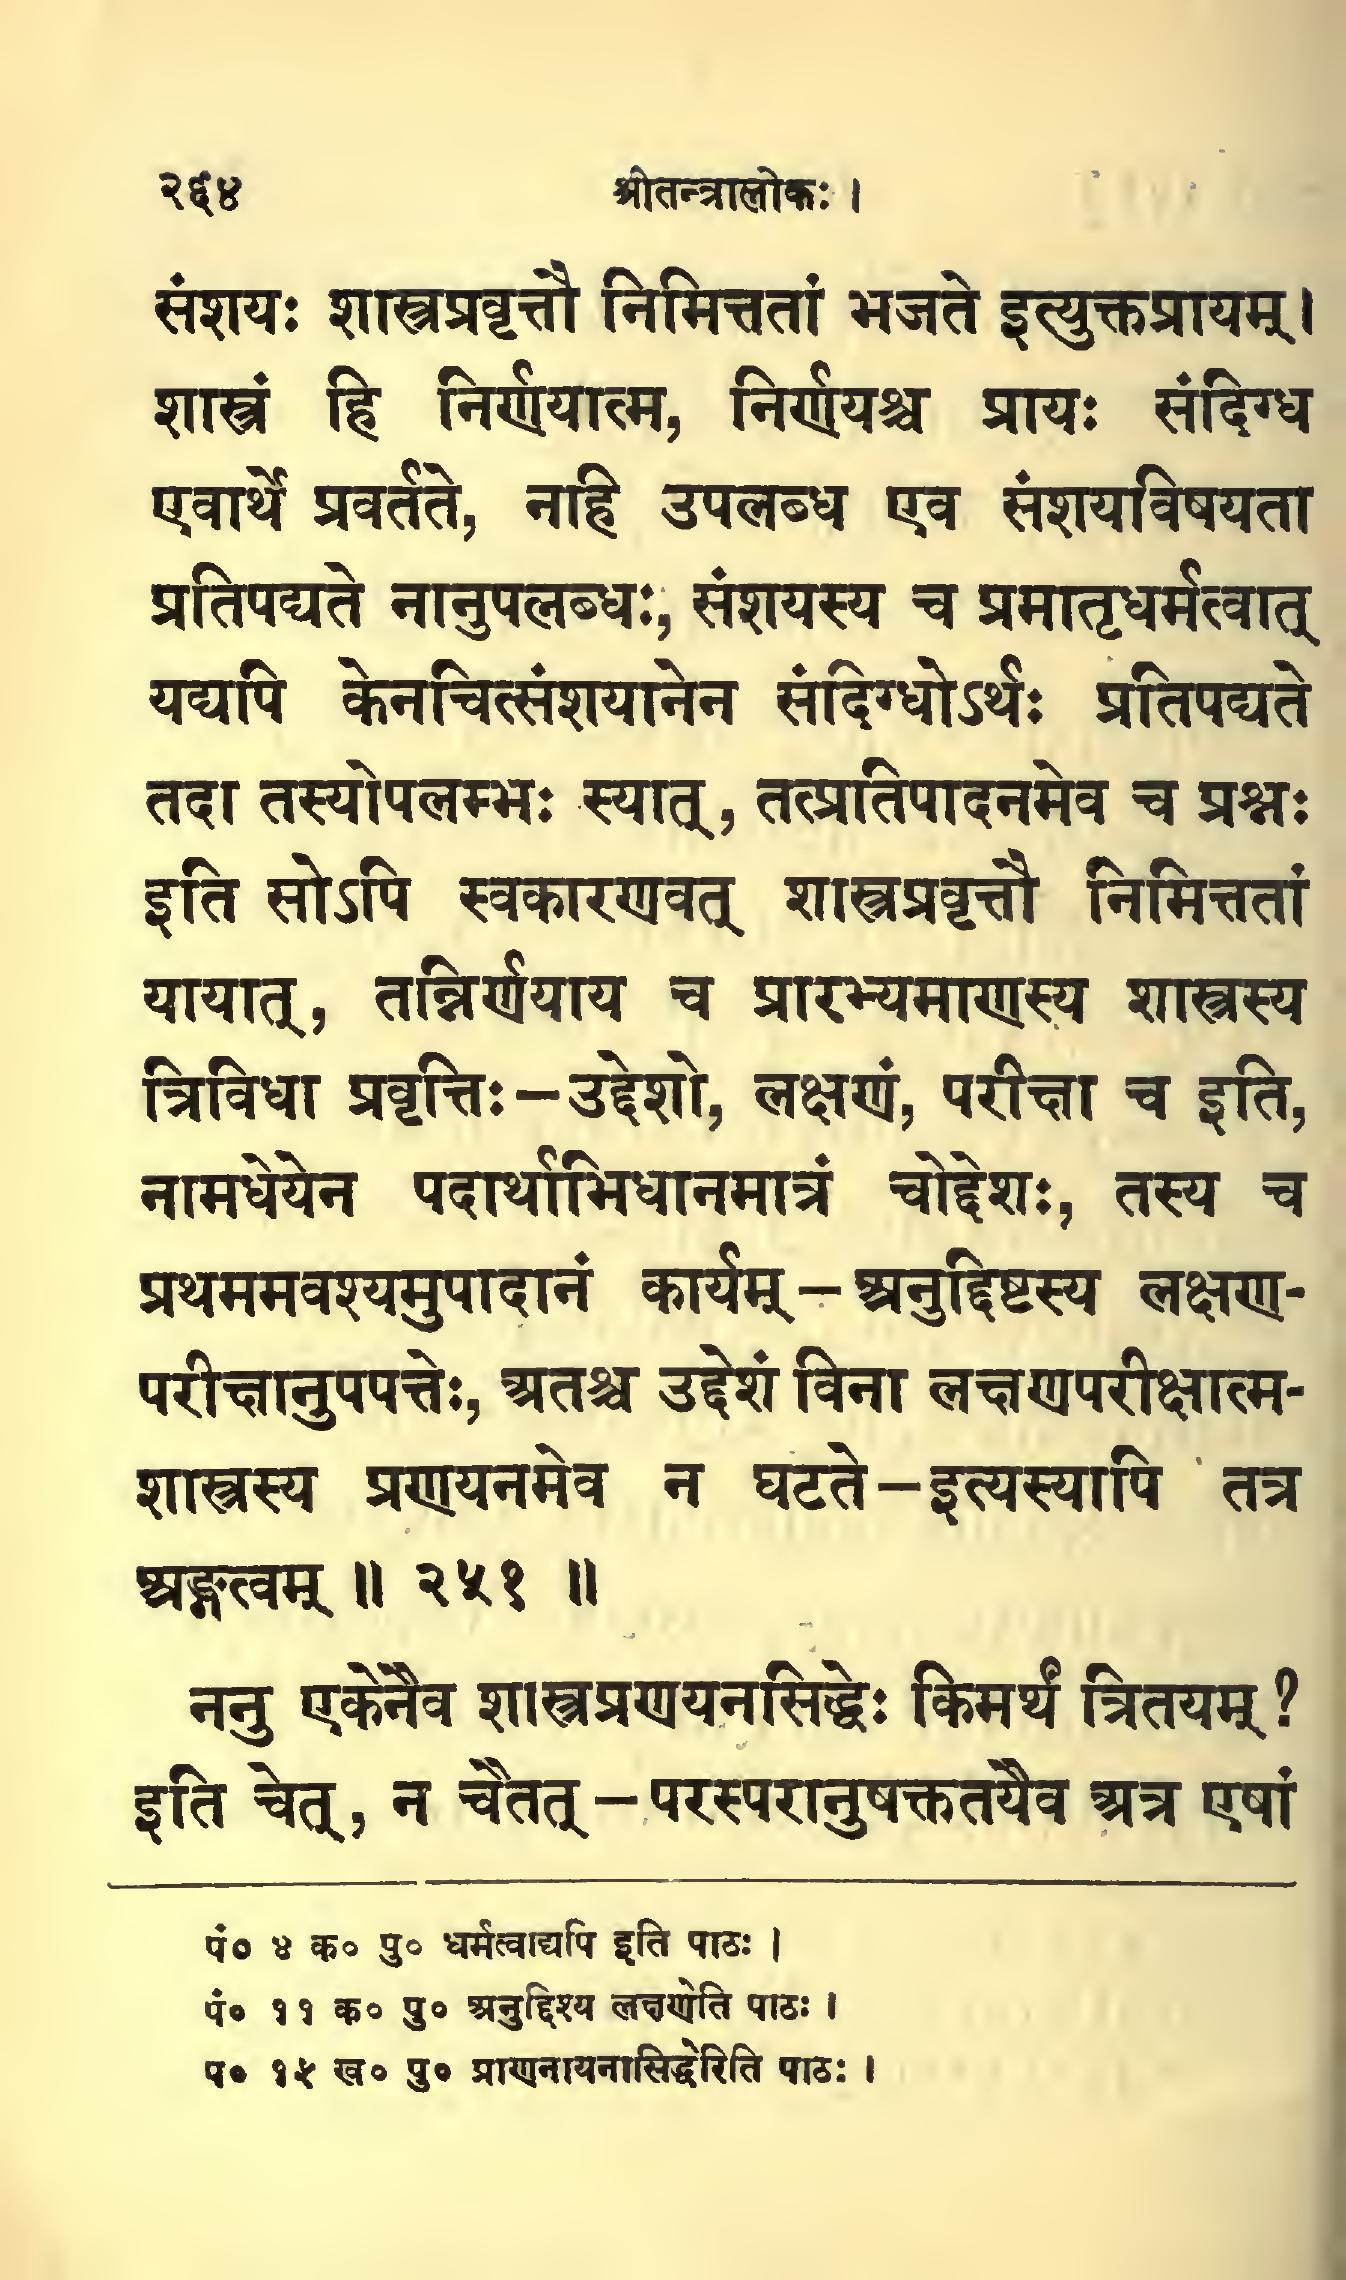 २६४ श्रीतन्त्रालोकः ।
संशयः शास्त्रप्रवृत्तौ निमित्ततां भजते इत्युक्तप्रायम् ।
शास्त्रं हि निर्णयात्म, निर्णयश्च प्रायः संदिग्ध
एवार्थे प्रवर्तते, नहि उपलब्ध एव संशयविषयता
प्रतिपद्यते नानुपलब्धः, संशयस्य च प्रमातृधर्मत्वात्
यद्यपि केनचित्संशयानेन संदिग्धोऽर्थः प्रतिपद्यते
तदा तस्योपलम्भः स्यात्, तत्प्रतिपादनमेव च प्रश्नः
इति सोऽपि स्वकारणवत् शास्त्रप्रवृत्तौ निमित्ततां
यायात्, तन्निर्णयाय च प्रारभ्यमाणस्य शास्त्रस्य
त्रिविधा प्रवृत्तिः – उद्देशो, लक्षणं, परीक्षा च इति,
नामधेयेन पदार्थाभिधानमात्रं चोद्देशः, तस्य च
प्रथममवश्यमुपादानं कार्यम् – अनुद्दिष्टस्य लक्षण-
परीक्षानुपपत्तेः, अतश्च उद्देशं विना लक्षणपरीक्षात्म-
शास्त्रस्य प्रणयनमेव न घटते – इत्यस्यापि तत्र
अङ्गत्वम् ॥ २५१ ॥
ननु एकेनैव शास्त्रप्रणयनसिद्धेः किमर्थं त्रितयम् ?
इति चेत्, न चैतत् – परस्परानुषक्ततयैव अत्र एषां
पं० ४ क० पु० धर्मत्वाद्यपि इति पाठः ।
पं० ११ क० पु० अनुद्दिश्य लक्षणेति पाठः ।
प० १५ ख० पु० प्राणनायनासिद्धेरिति पाठः ।